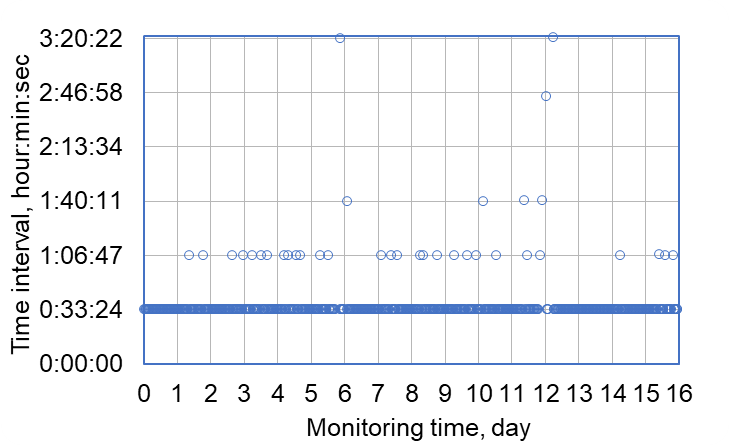 Time interval, hour:min:sec
3:20:22
2:46:58
2:13:34
1:40:11
1:06:47
0:33:24
0:00:00
0 1 2 3 4 5 6 7 8 9 10 11 12 13 14 15 16
Monitoring time, day